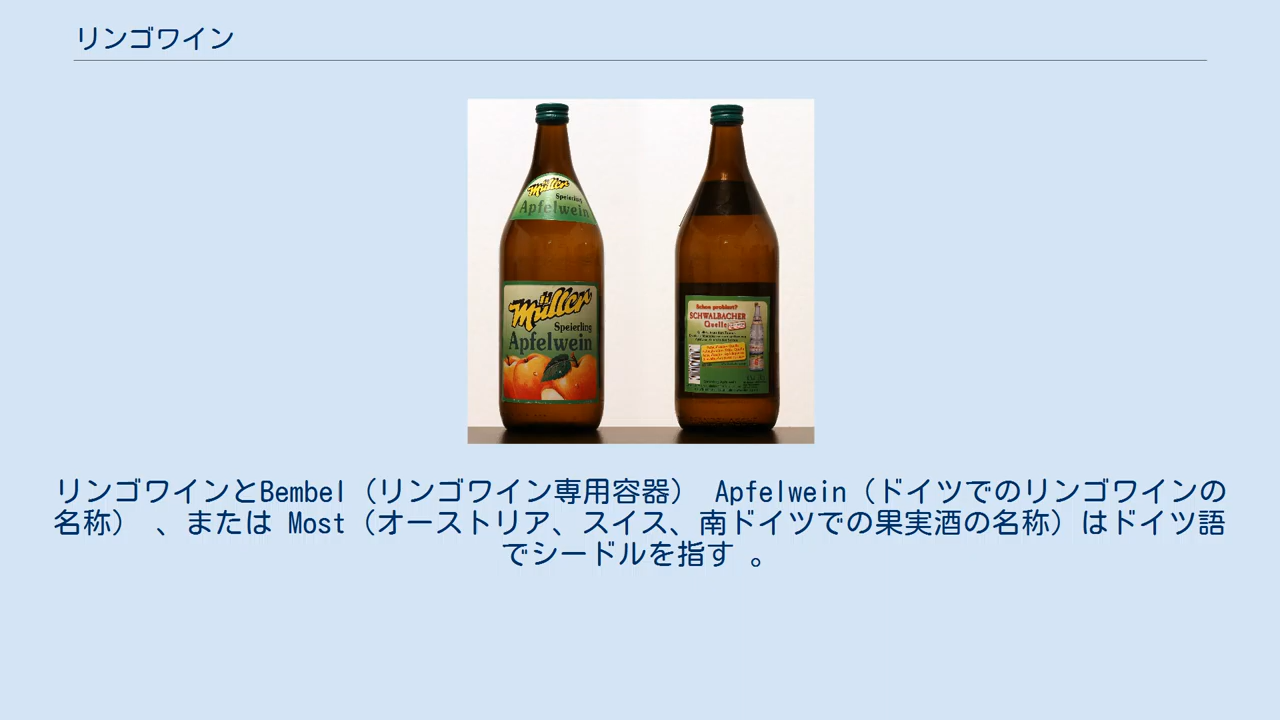 リンゴワイン
Müller
Speierling
Apfelwein
Müller
Speierling
Apfelwein
Schon probiert?
SCHWALBACHER
Quelle
リンゴワインとBembel（リンゴワイン専用容器） Apfelwein（ドイツでのリンゴワインの
名称） 、または Most（オーストリア、スイス、南ドイツでの果実酒の名称）はドイツ語
でシードルを指す 。